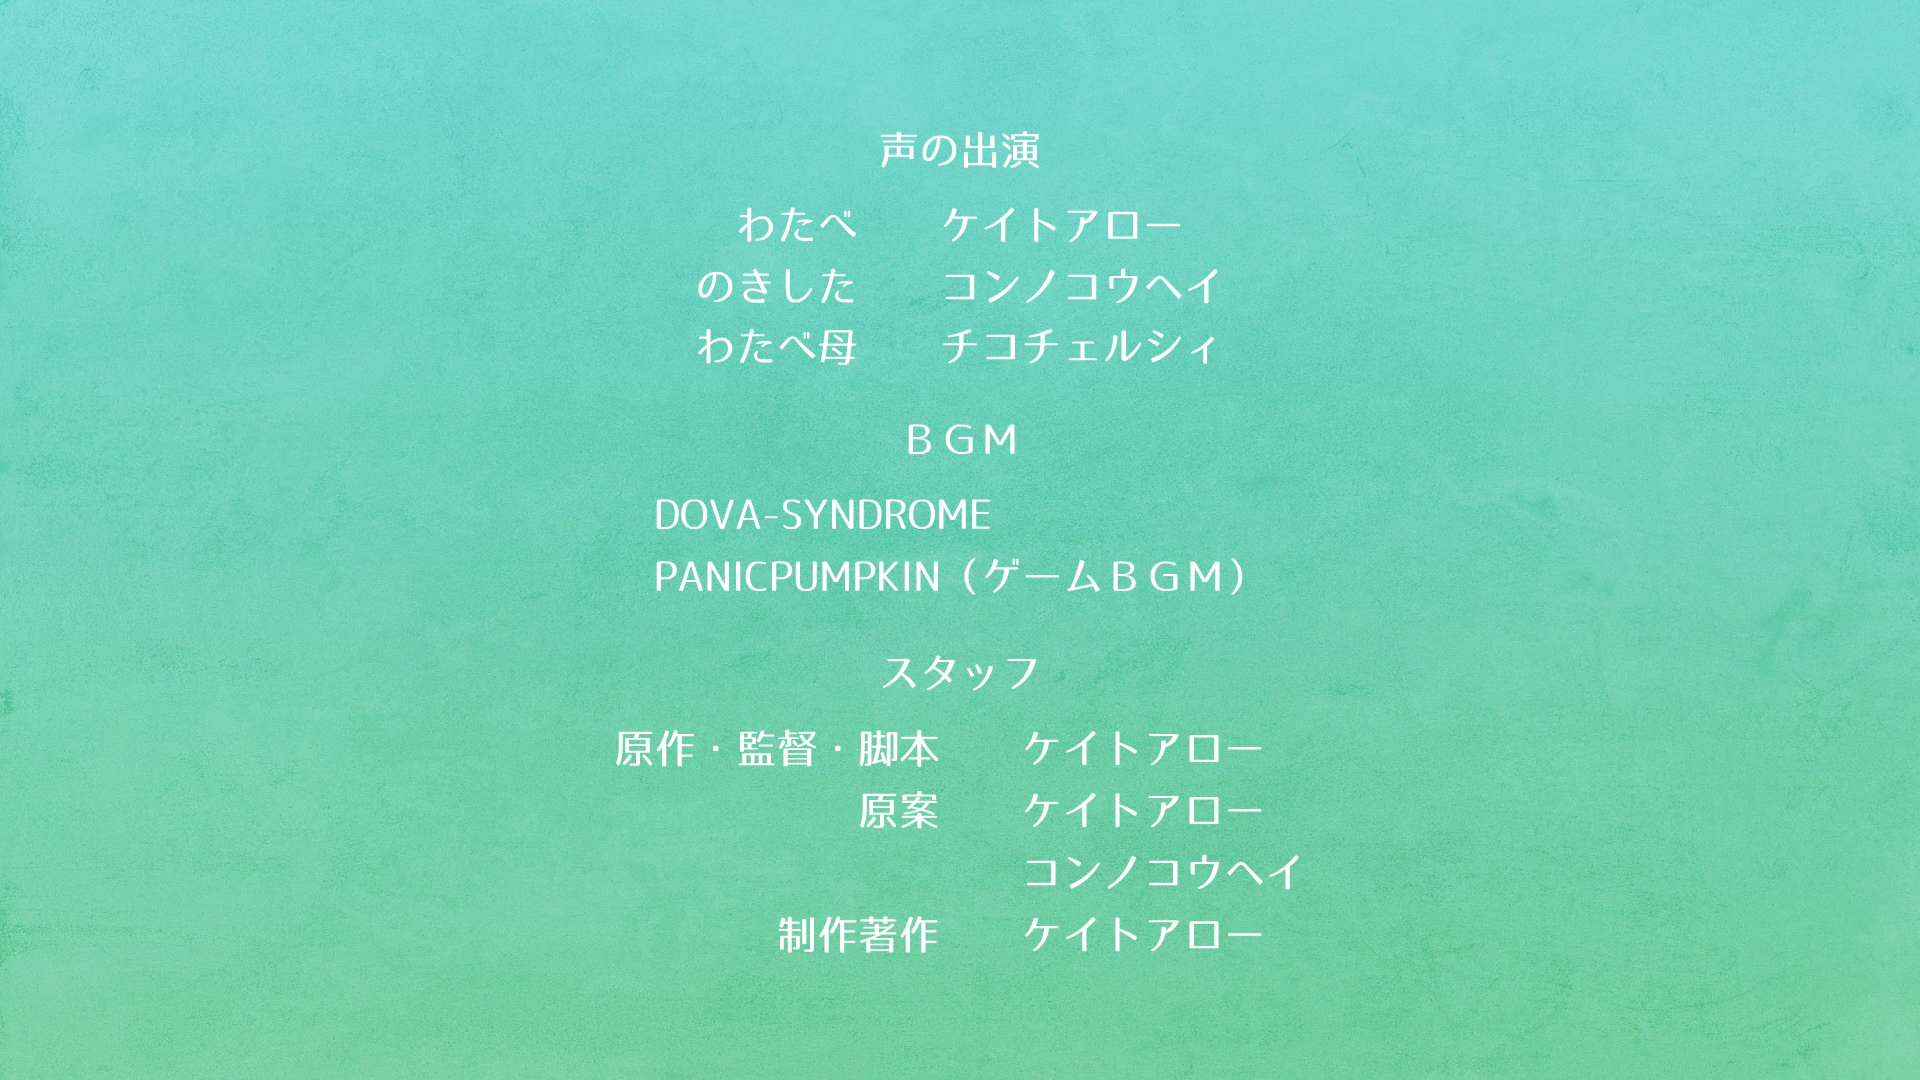 声の出演
わたべ　ケイトアロー
のきした　コンノコウヘイ
わたべ母　チコチェルシィ
ＢＧＭ
DOVA-SYNDROME
PANICPUMPKIN（ゲームＢＧＭ）
スタッフ
原作・監督・脚本　ケイトアロー
原案　ケイトアロー
コンノコウヘイ
制作著作　ケイトアロー